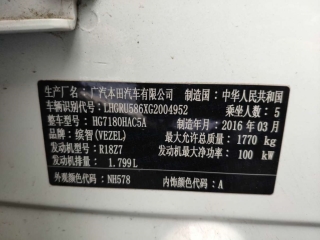 制造商名称：广汽本田汽车有限公司 制造国：中华人民共和国
车辆识别代号：LHGRU586XG2004952 乘坐人数：5
整车型号：HG7180HAC5A 制造年月：2016年03月
品牌：缤智(VEZEL) 最大允许总质量：1770 kg
发动机型号：R18Z7 发动机最大净功率：100 kW
发动机排量：1.799L
外观颜色代码：NH578 内饰颜色代码：A